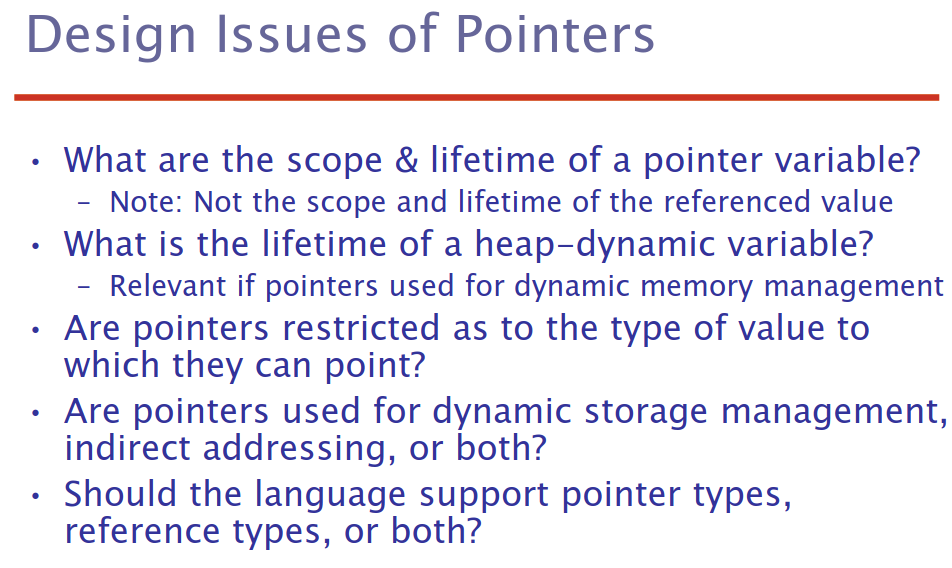 Design Issues of Pointers
• What are the scope & lifetime of a pointer variable?
– Note: Not the scope and lifetime of the referenced value
• What is the lifetime of a heap-dynamic variable?
– Relevant if pointers used for dynamic memory management
• Are pointers restricted as to the type of value to
which they can point?
• Are pointers used for dynamic storage management,
indirect addressing, or both?
• Should the language support pointer types,
reference types, or both?